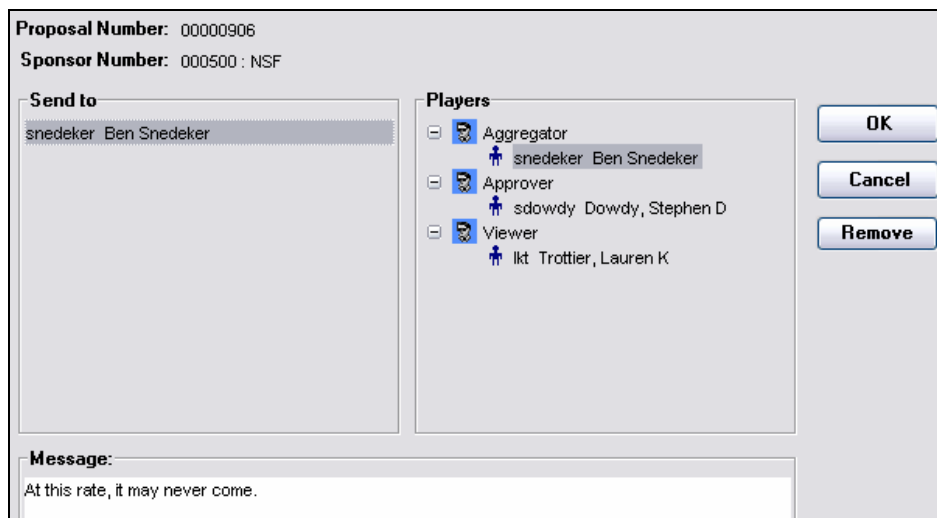 Proposal Number: 00000906
Sponsor Number: 000500 : NSF
Send to
snedeker Ben Snedeker
Players
Aggregator
snedeker Ben Snedeker
Approver
sdowdy Dowdy, Stephen D
Viewer
lkt Trottier, Lauren K
OK
Cancel
Remove
Message:
At this rate, it may never come.